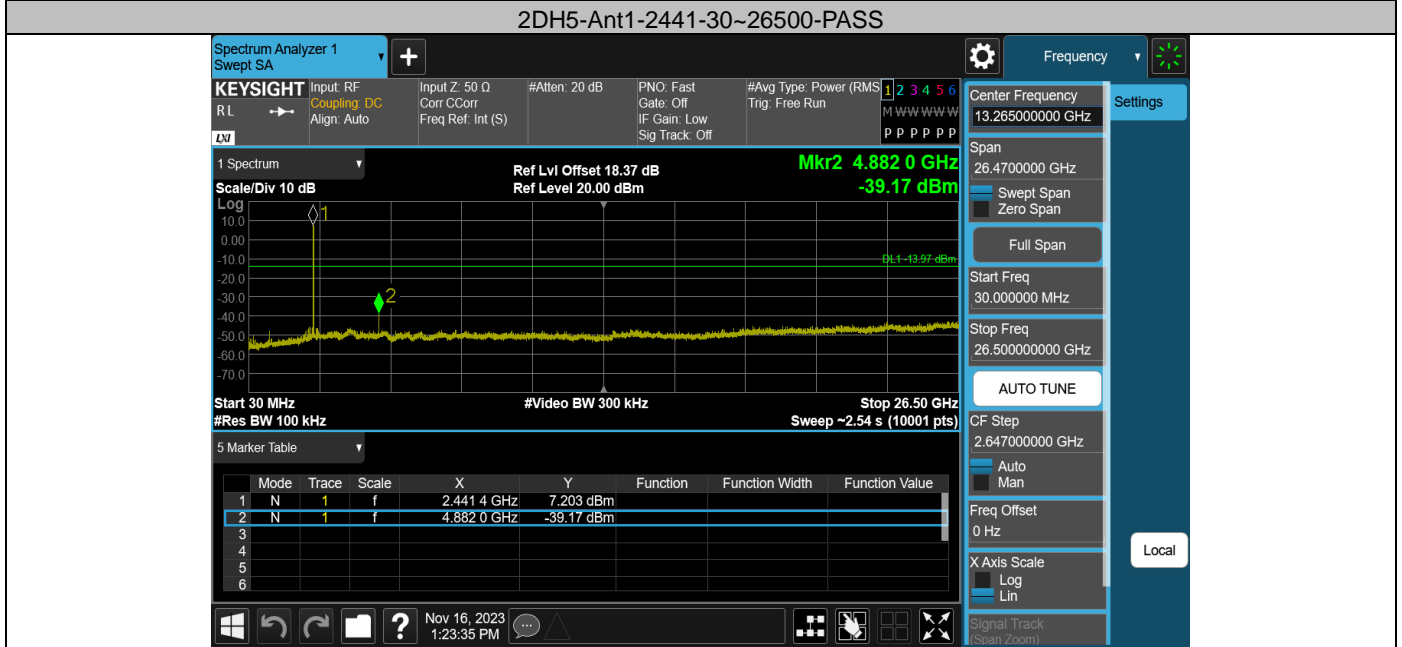 2DH5-Ant1-2441-30~26500-PASS
Spectrum Analyzer 1
Swept SA
+
Frequency
KEYSIGHT
RL
LXI
Input: RF
Coupling: DC
Align: Auto
Input Z: 50 Ω
Corr CCorr
Freq Ref: Int (S)
#Atten: 20 dB
PNO: Fast
Gate: Off
IF Gain: Low
Sig Track: Off
#Avg Type: Power (RMS
Trig: Free Run
1 2 3 4 5 6
M W W W W W
P P P P P P
1 Spectrum
Scale/Div 10 dB
Ref Lvl Offset 18.37 dB
Ref Level 20.00 dBm
Mkr2 4.882 0 GHz
-39.17 dBm
Log
10.0
0.00
-10.0
-20.0
-30.0
-40.0
-50.0
-60.0
-70.0
1
2
DL1 -13.97 dBm
Start 30 MHz
#Video BW 300 kHz
Stop 26.50 GHz
#Res BW 100 kHz
Sweep ~2.54 s (10001 pts)
5 Marker Table
Mode Trace Scale X Y Function Function Width Function Value
1 N 1 f 2.441 4 GHz 7.203 dBm
2 N 1 f 4.882 0 GHz -39.17 dBm
3
4
5
6
?
Nov 16, 2023
1:23:35 PM
Center Frequency
13.265000000 GHz
Settings
Span
26.4700000 GHz
Swept Span
Zero Span
Full Span
Start Freq
30.000000 MHz
Stop Freq
26.500000000 GHz
AUTO TUNE
CF Step
2.647000000 GHz
Auto
Man
Freq Offset
0 Hz
X Axis Scale
Log
Lin
Local
Signal Track
(Span Zoom)